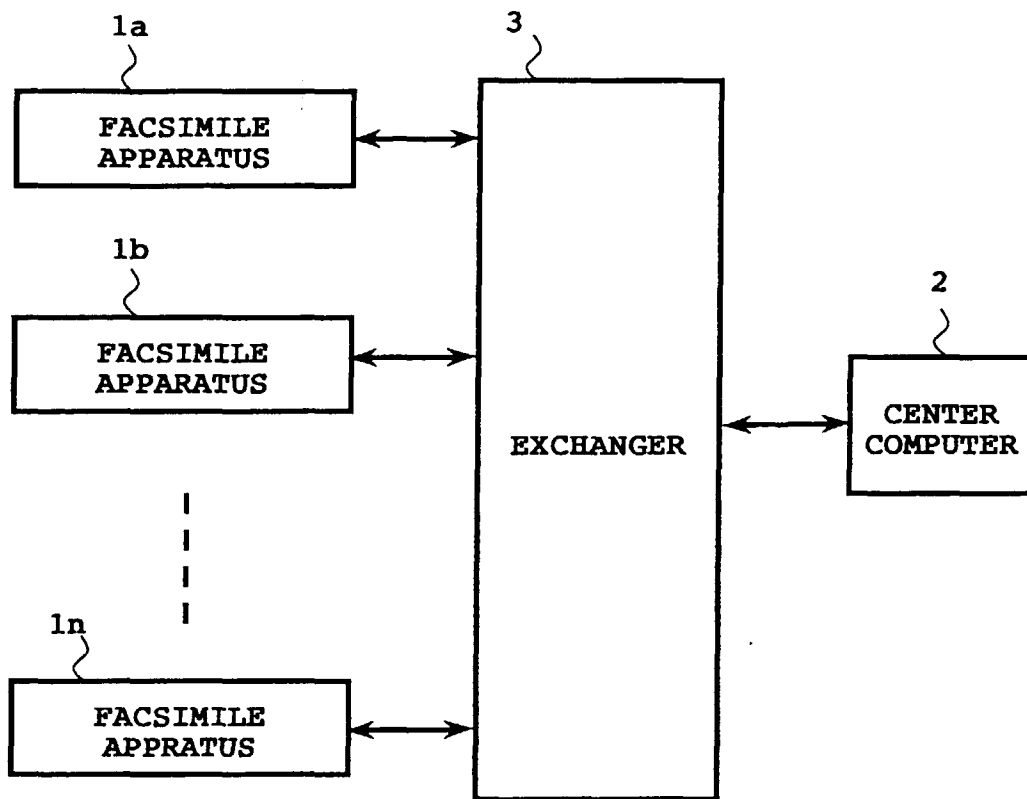 1a
FACSIMILE
APPARATUS
3
1b
FACSIMILE
APPARATUS
EXCHANGER
2
CENTER
COMPUTER
1n
FACSIMILE
APPRATUS